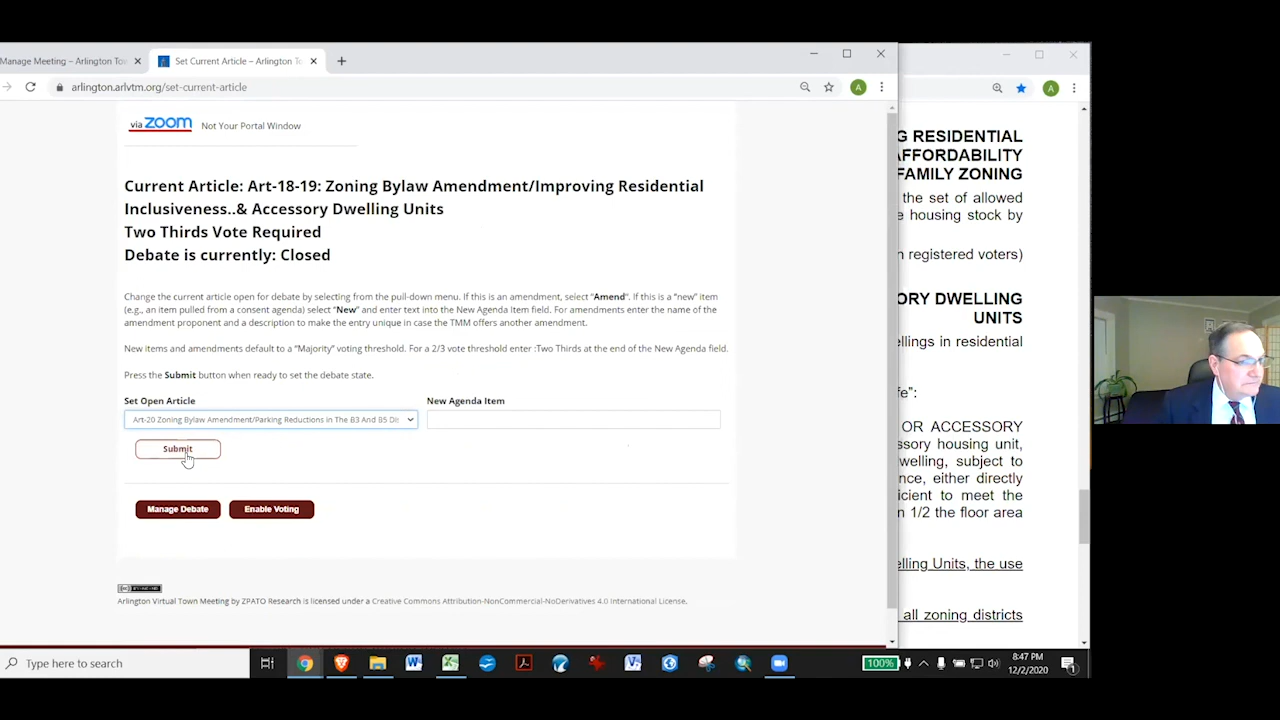 Manage Meeting – Arlington To
Set Current Article – Arlington To
arlington.arlvtm.org/set-current-article
A
A
via zoom Not Your Portal Window
Current Article: Art-18-19: Zoning Bylaw Amendment/Improving Residential
Inclusiveness..& Accessory Dwelling Units
Two Thirds Vote Required
Debate is currently: Closed
Change the current article open for debate by selecting from the pull-down menu. If this is an amendment, select "Amend". If this is a "new" item
(e.g., an item pulled from a consent agenda) select "New" and enter text into the New Agenda Item field. For amendments enter the name of the
amendment proponent and a description to make the entry unique in case the TMM offers another amendment.
New items and amendments default to a "Majority" voting threshold. For a 2/3 vote threshold enter :Two Thirds at the end of the New Agenda field.
Press the Submit button when ready to set the debate state.
Set Open Article New Agenda Item
Art-20 Zoning Bylaw Amendment/Parking Reductions in The B3 And B5 Dis
Submit
Manage Debate Enable Voting
Arlington Virtual Town Meeting by ZPATO Research is licensed under a Creative Commons Attribution-NonCommercial-NoDerivatives 4.0 International License.
G RESIDENTIAL
AFFORDABILITY
FAMILY ZONING
the set of allowed
e housing stock by
n registered voters)
ORY DWELLING
UNITS
ellings in residential
fe":
OR ACCESSORY
ssory housing unit,
welling, subject to
nce, either directly
icient to meet the
n 1/2 the floor area
elling Units, the use
all zoning districts
Type here to search
100%
8:47 PM
12/2/2020
1